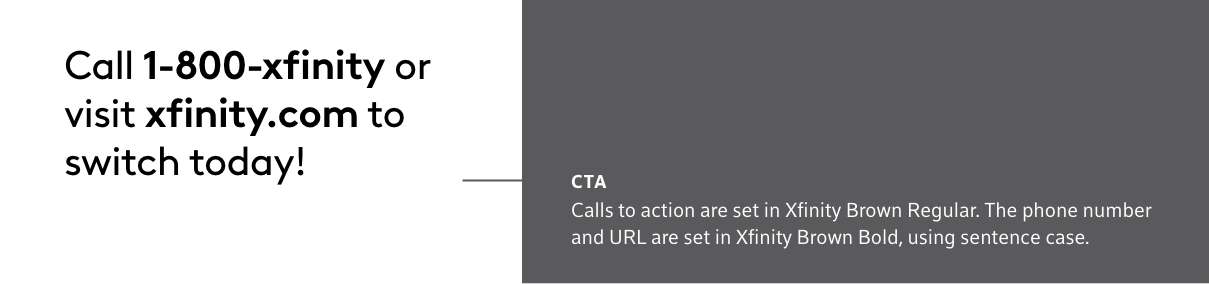 Call 1-800-xfinity or
visit xfinity.com to
switch today!
CTA
Calls to action are set in Xfinity Brown Regular. The phone number
and URL are set in Xfinity Brown Bold, using sentence case.